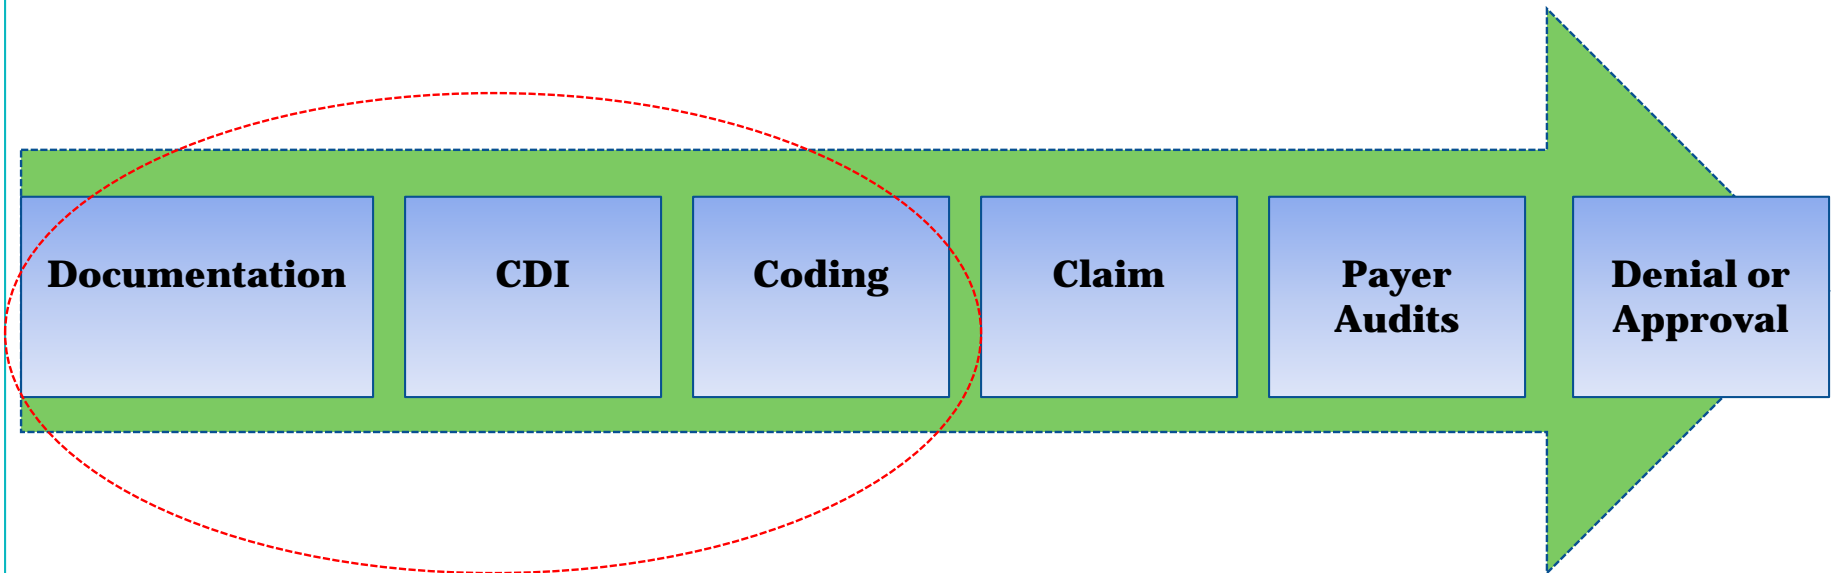 Documentation
CDI
Coding
Claim
Payer
Audits
Denial or
Approval